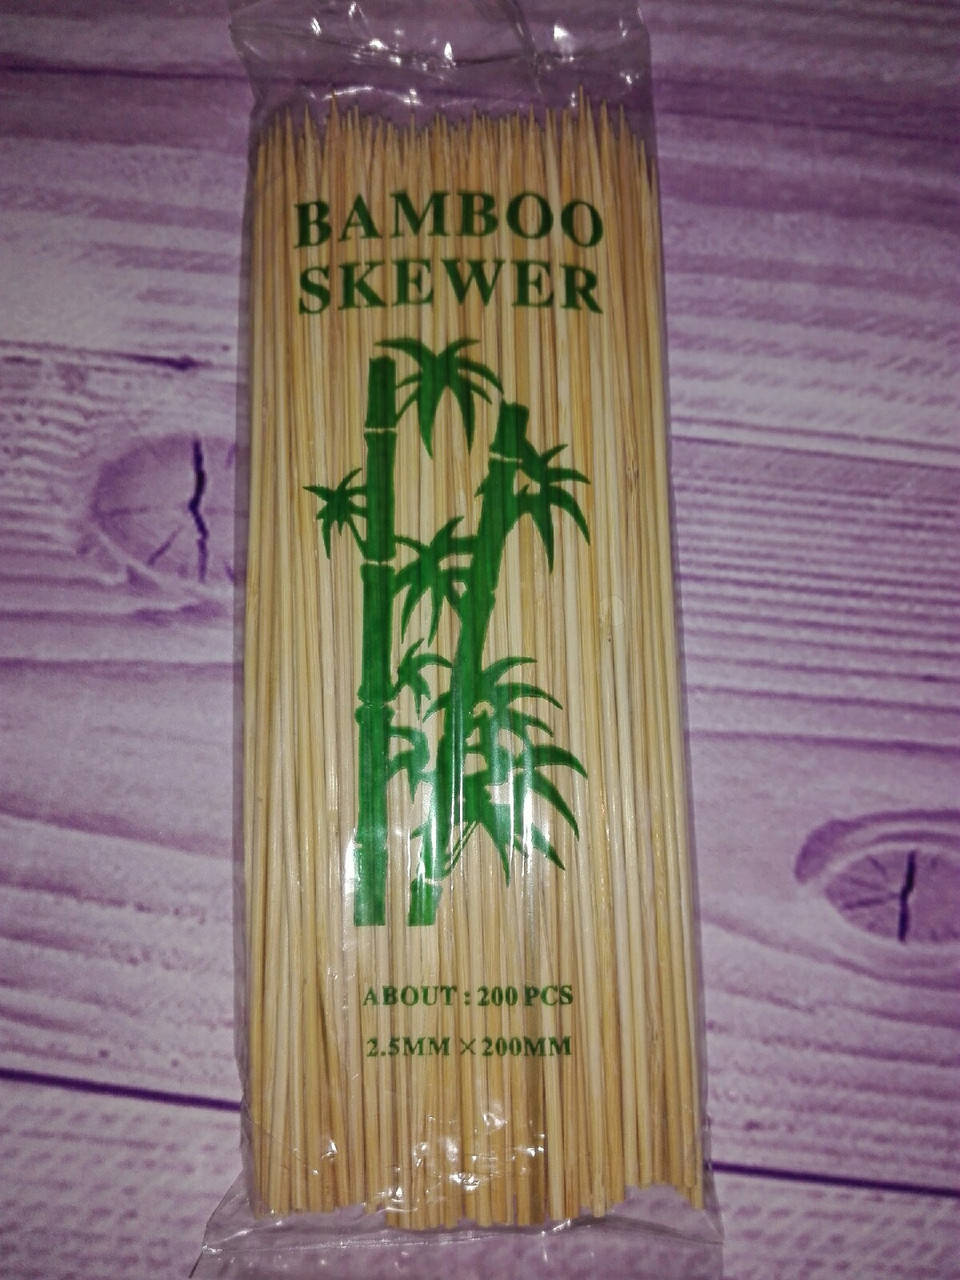 BAMBOO
SKEWER
ABOUT : 200 PCS
2.5MM × 200MM